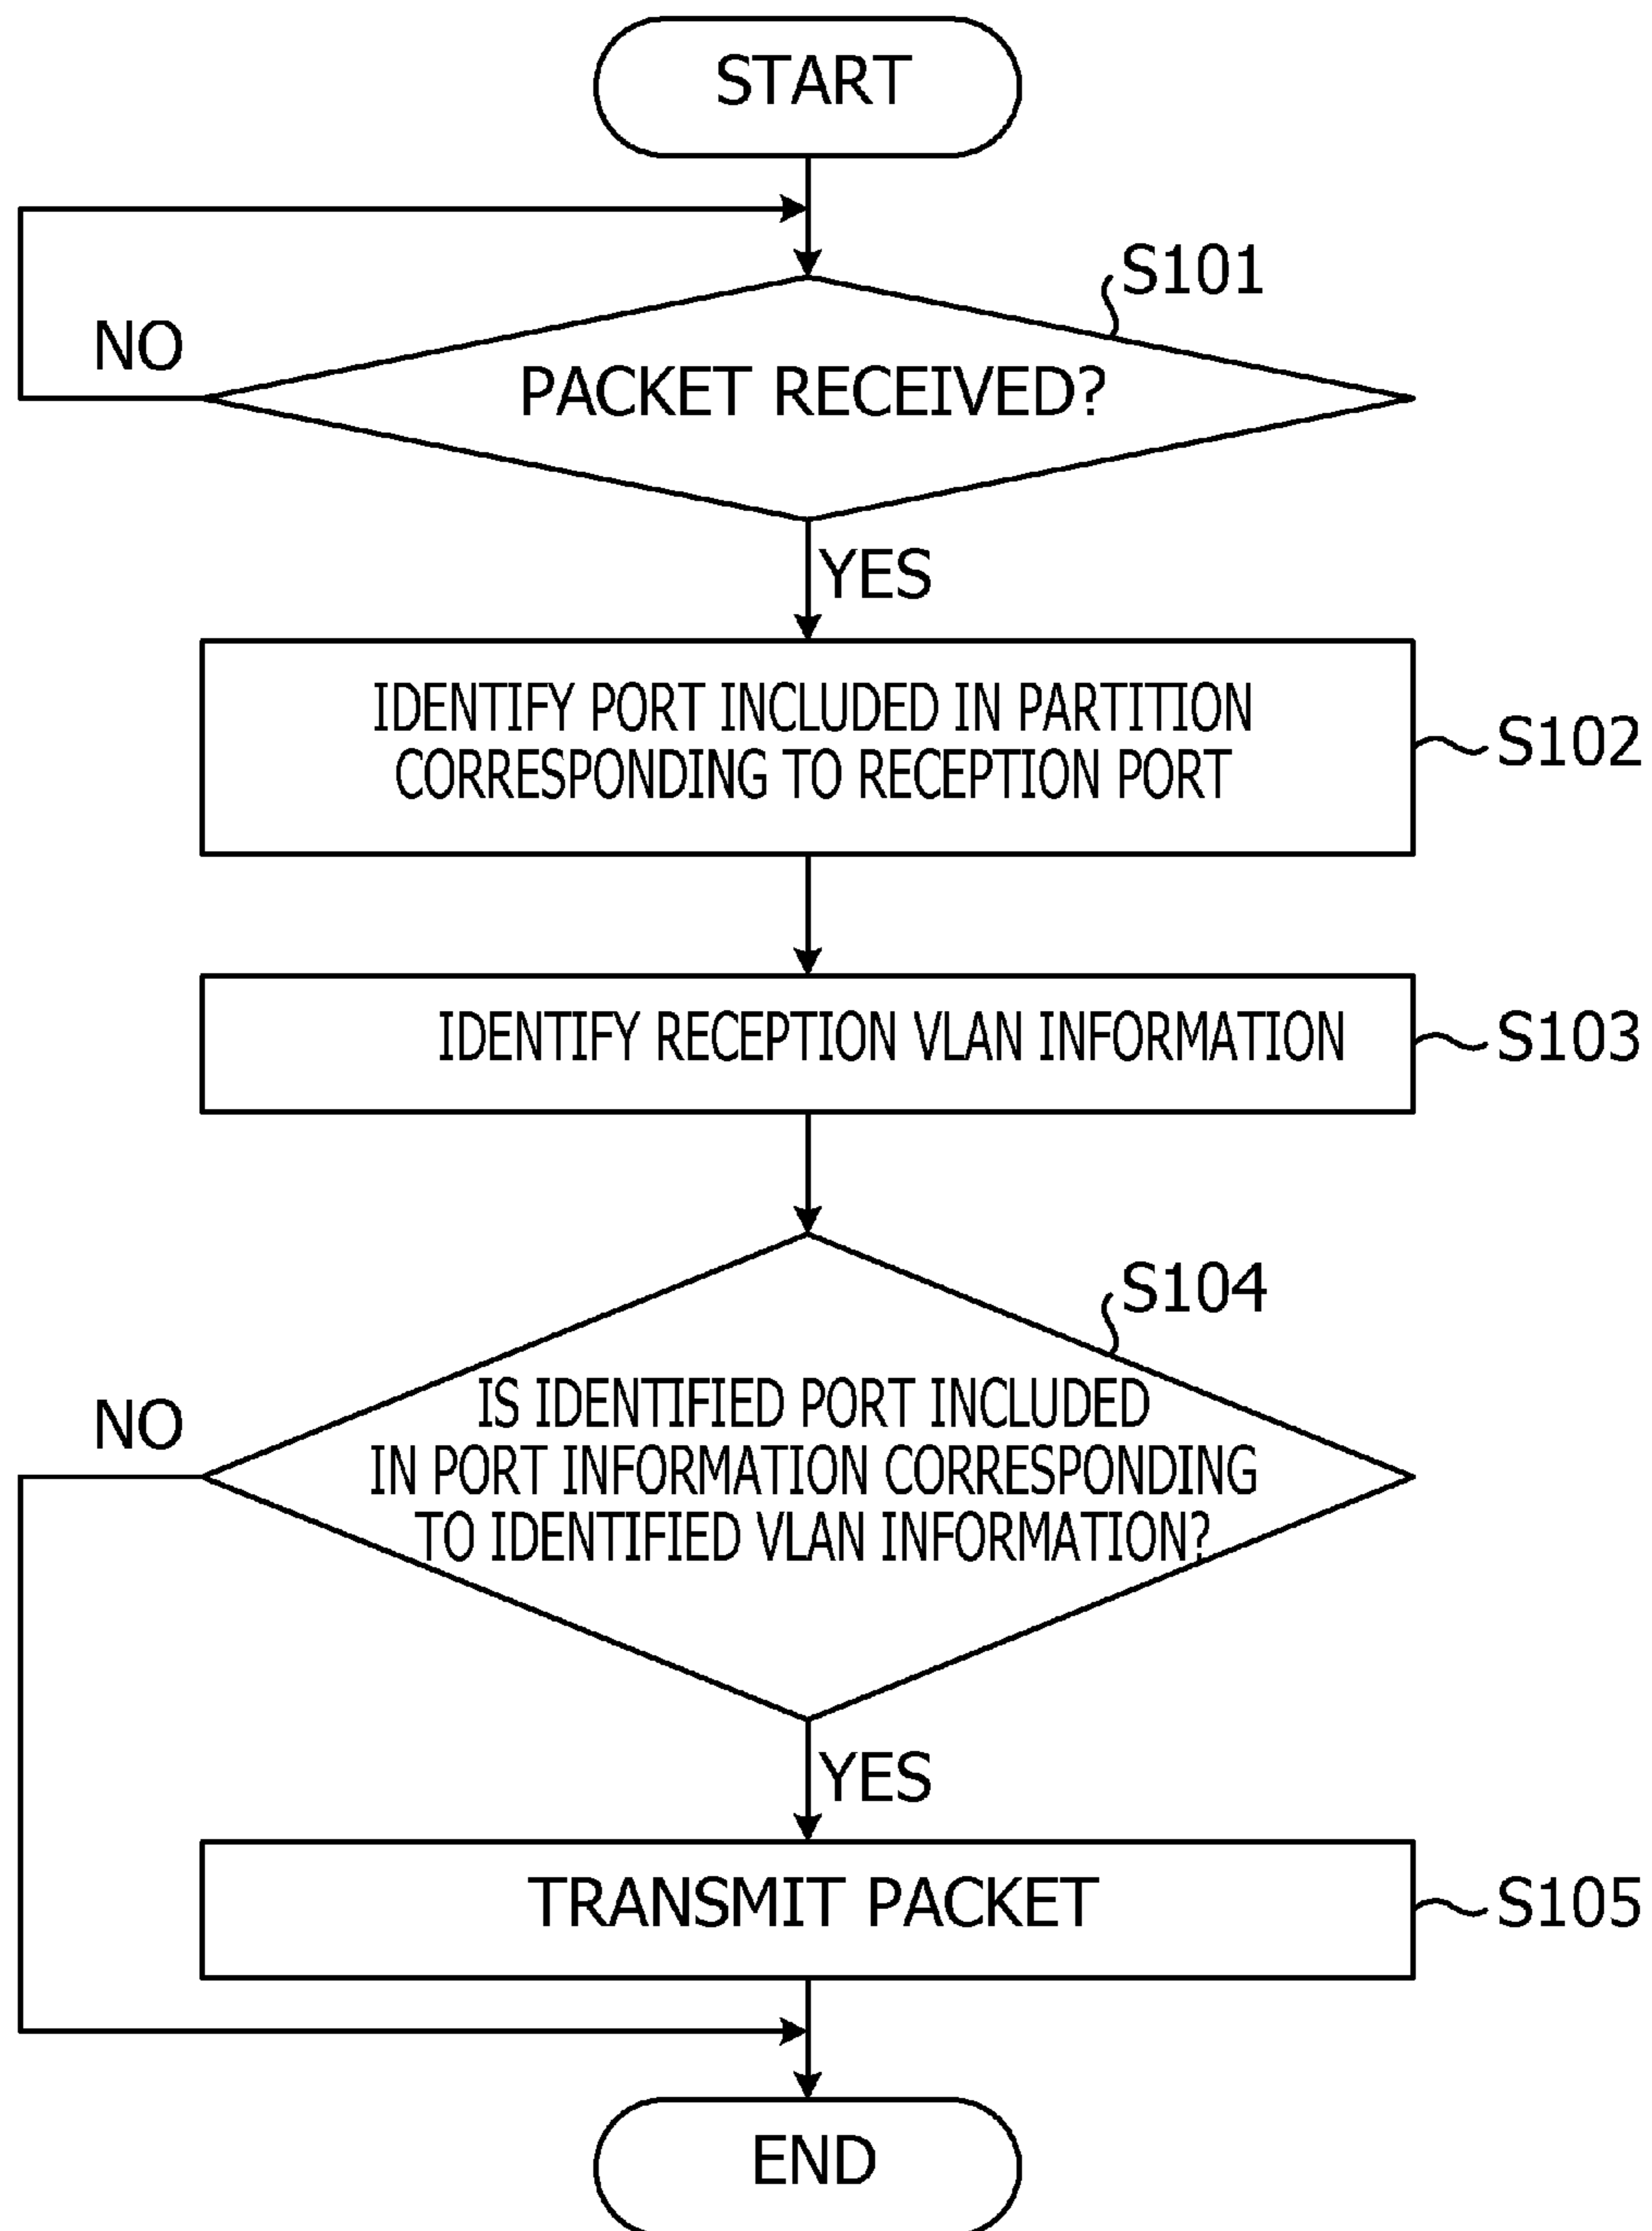 START
S101
NO
PACKET RECEIVED?
YES
IDENTIFY PORT INCLUDED IN PARTITION
CORRESPONDING TO RECEPTION PORT
S102
IDENTIFY RECEPTION VLAN INFORMATION
S103
S104
NO
IS IDENTIFIED PORT INCLUDED
IN PORT INFORMATION CORRESPONDING
TO IDENTIFIED VLAN INFORMATION?
YES
TRANSMIT PACKET
S105
END